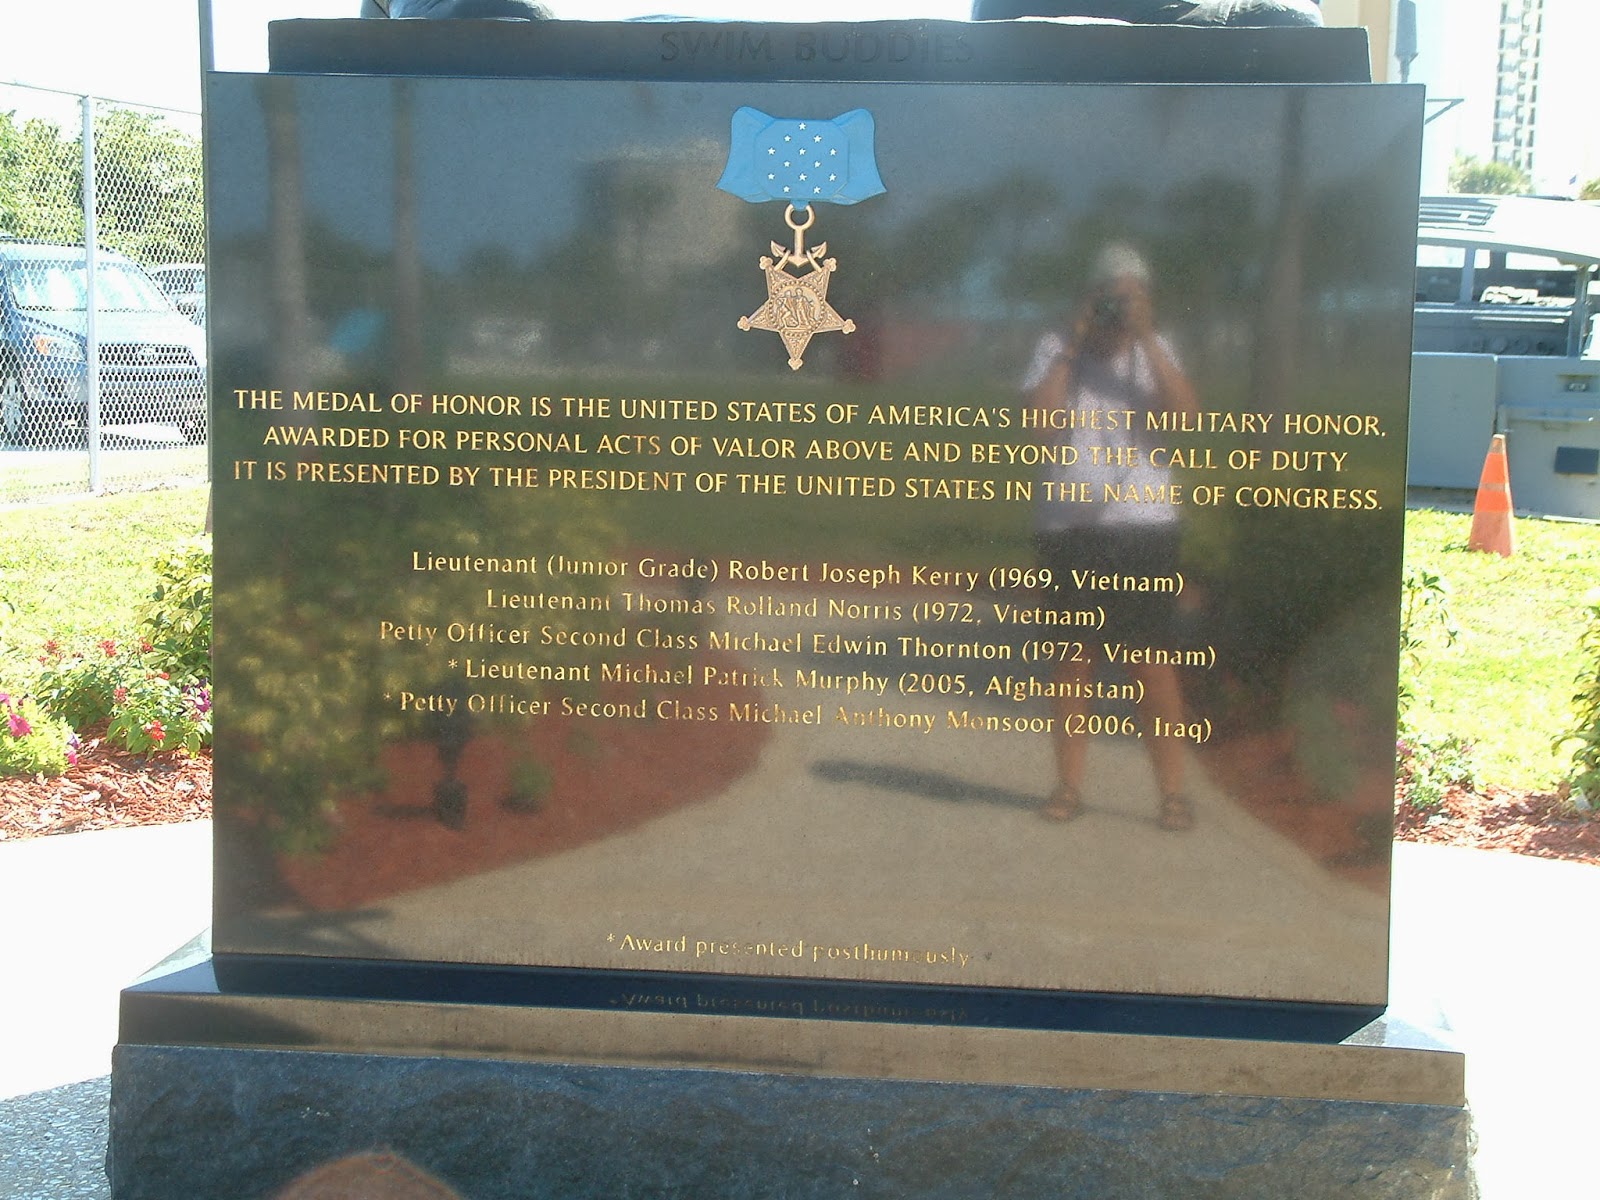 SWIM BUDDIES
THE MEDAL OF HONOR IS THE UNITED STATES OF AMERICA'S HIGHEST MILITARY HONOR.
AWARDED FOR PERSONAL ACTS OF VALOR ABOVE AND BEYOND THE CALL OF DUTY.
IT IS PRESENTED BY THE PRESIDENT OF THE UNITED STATES IN THE NAME OF CONGRESS.
Lieutenant (Junior Grade) Robert Joseph Kerry (1969, Vietnam)
Lieutenant Thomas Rolland Norris (1972, Vietnam)
Petty Officer Second Class Michael Edwin Thornton (1972, Vietnam)
* Lieutenant Michael Patrick Murphy (2005, Afghanistan)
* Petty Officer Second Class Michael Anthony Monsoor (2006, Iraq)
* Award presented posthumously